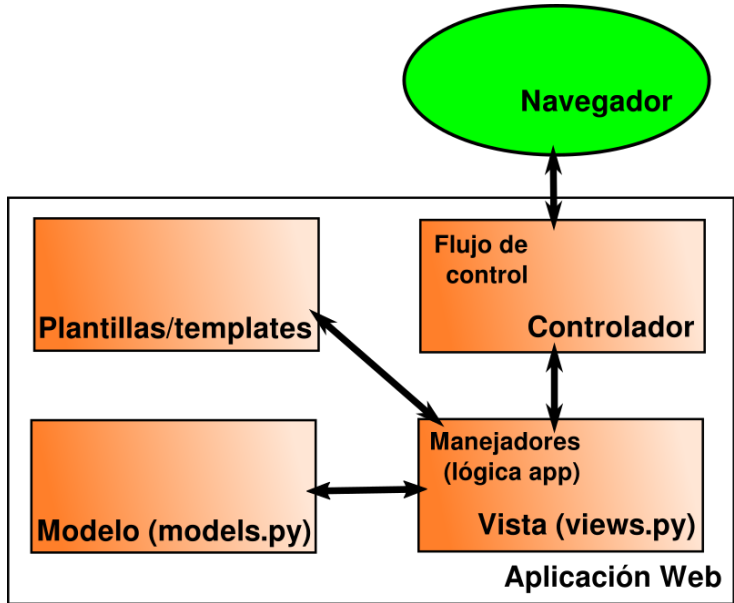 Navegador
Flujo de
control
Controlador
Plantillas/templates
Manejadores
(lógica app)
Vista (views.py)
Modelo (models.py)
Aplicación Web